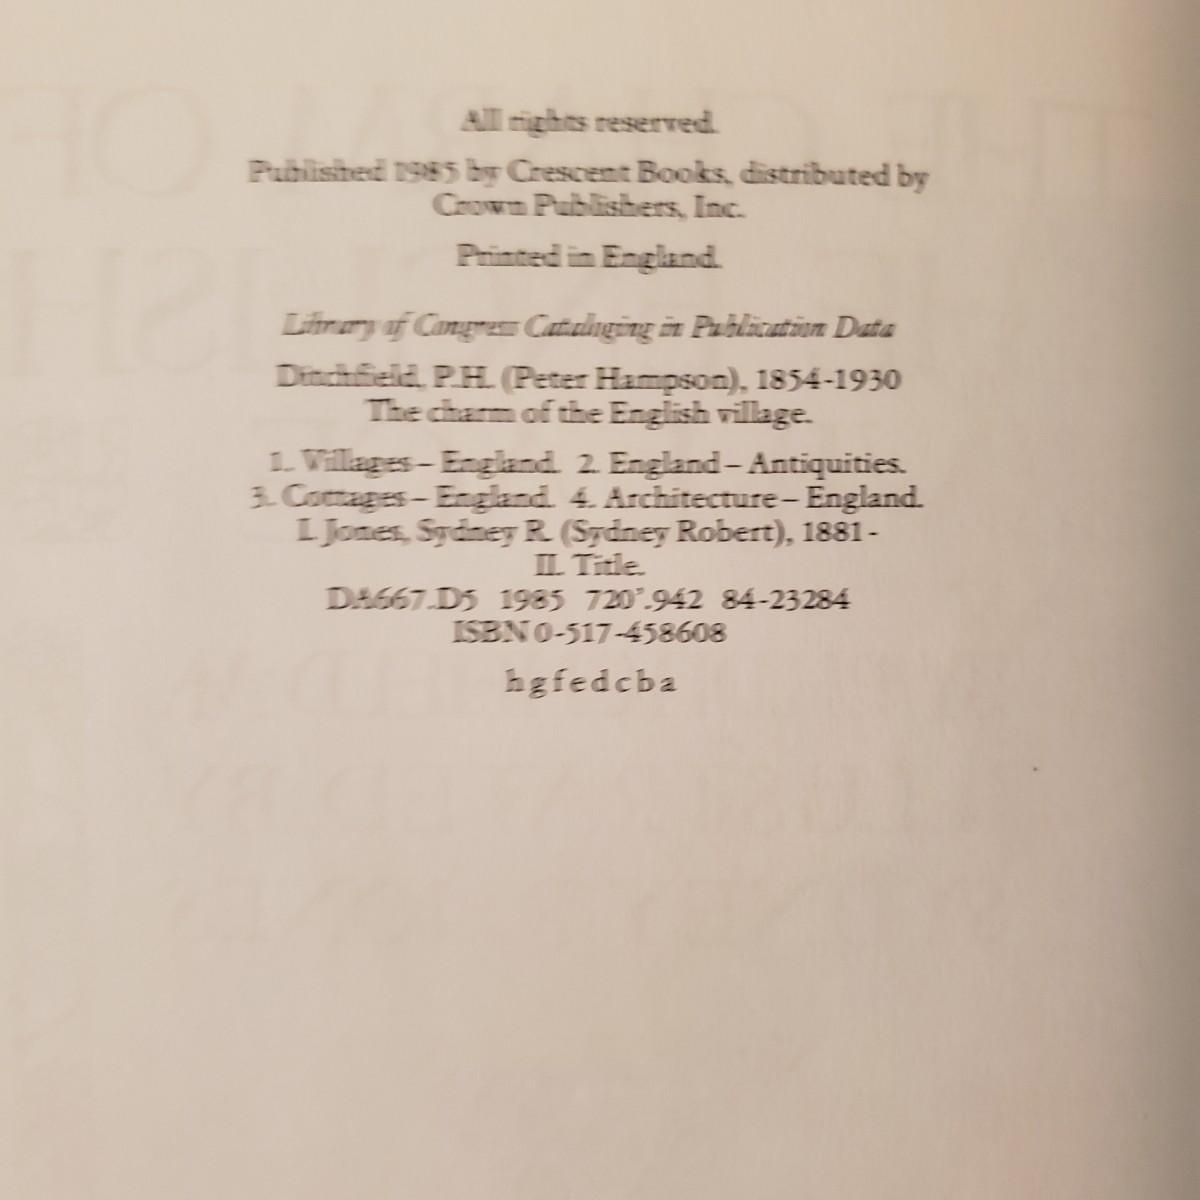 All rights reserved.
Published 1985 by Crescent Books, distributed by
Crown Publishers, Inc.
Printed in England.
Library of Congress Cataloging in Publication Data
Ditchfield, P.H. (Peter Hampson), 1854-1930
The charm of the English village.
1. Villages – England. 2. England – Antiquities.
3. Cottages – England. 4. Architecture – England.
I. Jones, Sydney R. (Sydney Robert), 1881-
II. Title.
DA667.D5 1985 720'.942 84-23284
ISBN 0-517-458608
h g f e d c b a